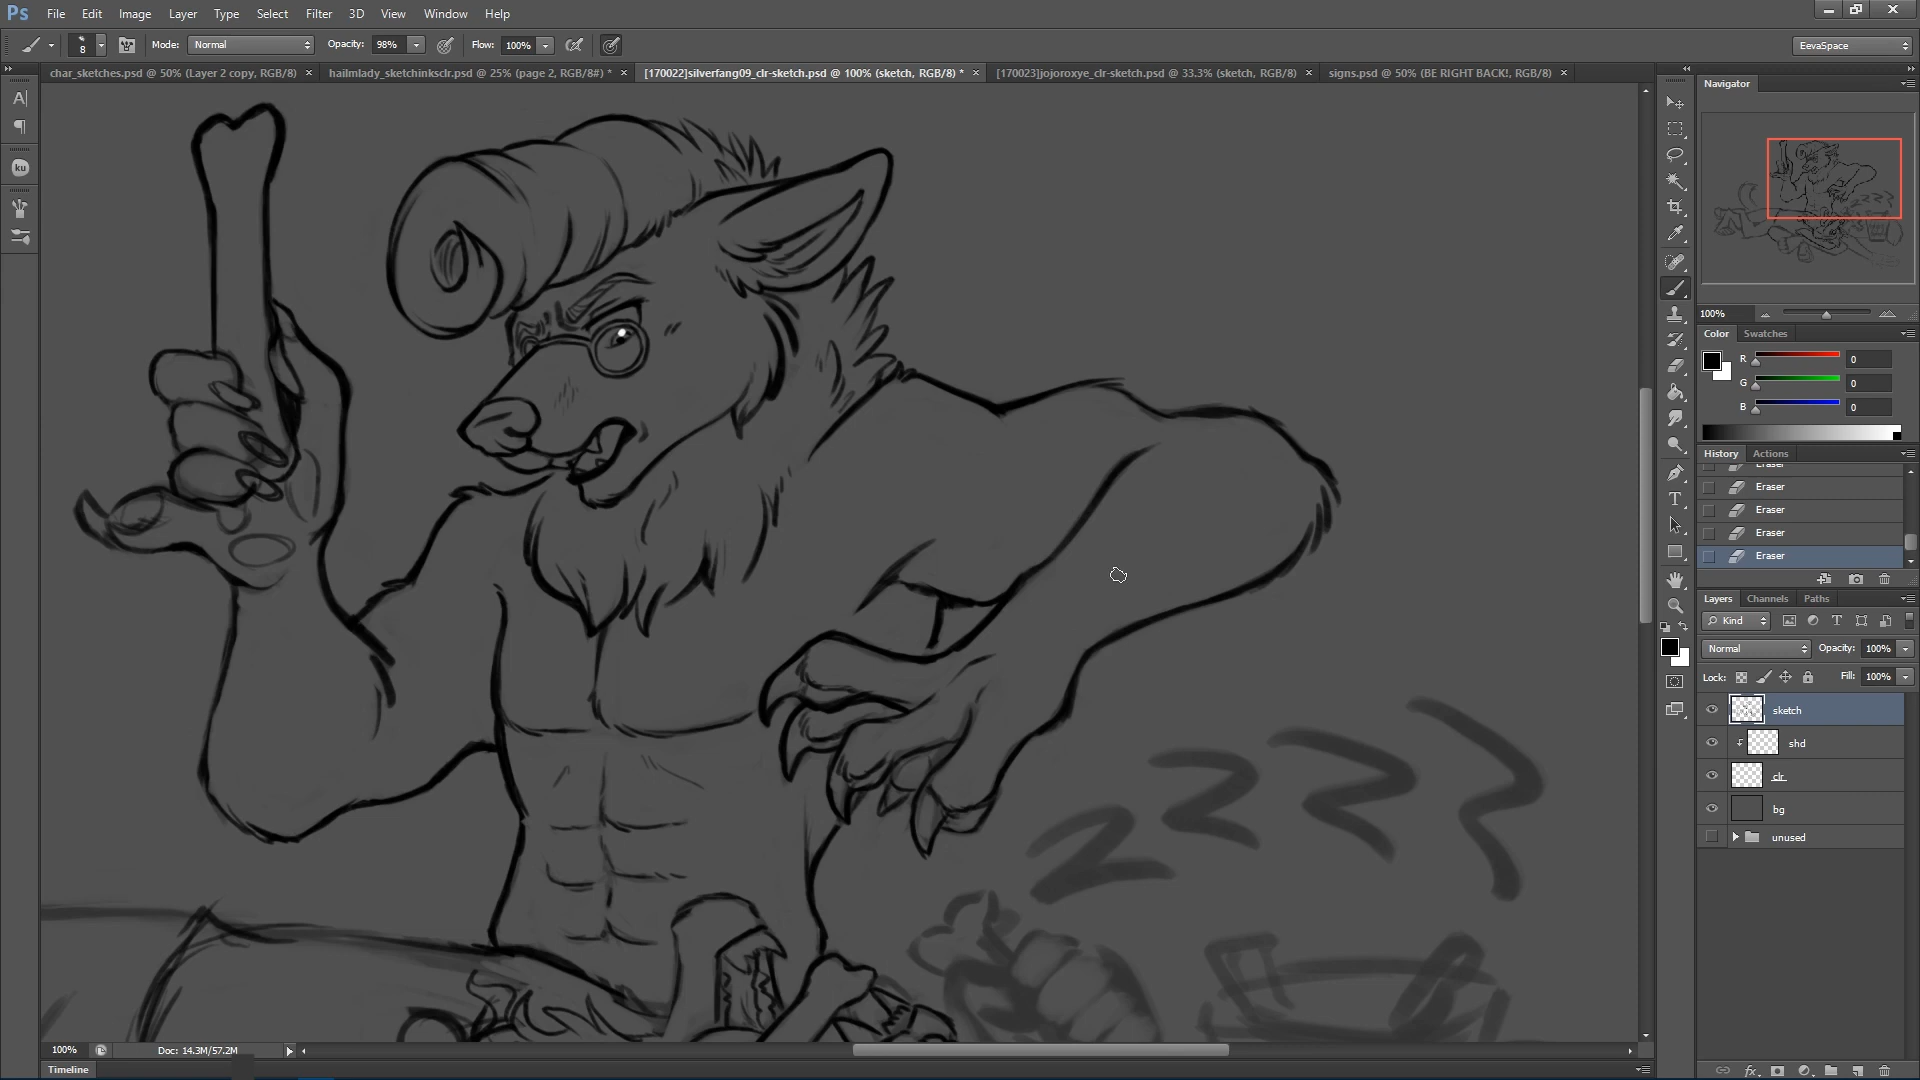 Ps File Edit Image Layer Type Select Filter 3D View Window Help
8 Mode: Normal Opacity: 98% Flow: 100% EevaSpace
char_sketches.psd @ 50% (Layer 2 copy, RGB/8) × hailmlady_sketchinksclr.psd @ 25% (page 2, RGB/8#) * × [170022]silverfang09_clr-sketch.psd @ 100% (sketch, RGB/8) * × [170023]jojoroxye_clr-sketch.psd @ 33.3% (sketch, RGB/8) × signs.psd @ 50% (BE RIGHT BACK!, RGB/8) ×
Navigator
A
ku
T
100%
Color Swatches
R 0
G 0
B 0
History Actions
Eraser
Eraser
Eraser
Eraser
Eraser
Layers Channels Paths
Kind T
Normal Opacity: 100%
Lock: Fill: 100%
sketch
shd
clr
bg
unused
100% Doc: 14.3M/57.2M
Timeline
fx